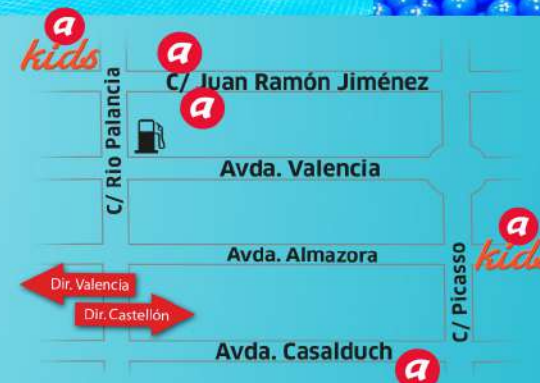 a
kids
a
C/ Juan Ramón Jiménez
a
C/ Rio Palancia
Avda. Valencia
a
kids
Avda. Almazora
C/ Picasso
Dir. Valencia
Dir. Castellón
Avda. Casalduch
a